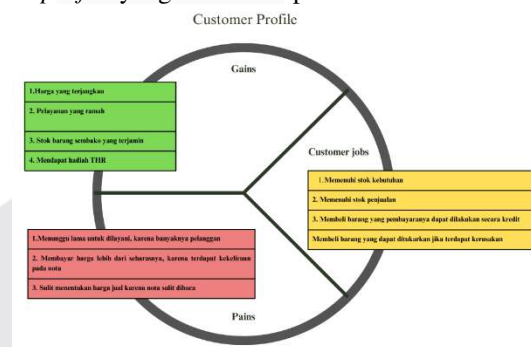 Customer Profile
Gains
1.Harga yang terjangkau
2. Pelayanan yang ramah
3. Stok barang sembako yang terjamin
4. Mendapat hadiah THR
Customer jobs
1. Memenuhi stok kebutuhan
2. Memenuhi stok penjualan
3. Membeli barang yang pembayaranya dapat dilakukan secara kredit
Membeli barang yang dapat ditukarkan jika terdapat kerusakan
1.Menunggu lama untuk dilayani, karena banyaknya pelanggan
2. Membayar harga lebih dari seharusnya, karena terdapat kekeliruan
pada nota
3. Sulit menentukan harga jual karena nota sulit dibaca
Pains